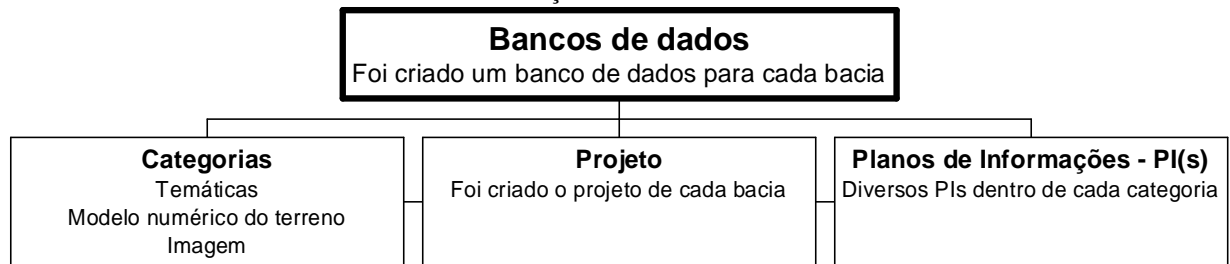 Bancos de dados
Foi criado um banco de dados para cada bacia
Categorias
Temáticas
Modelo numérico do terreno
Imagem
Projeto
Foi criado o projeto de cada bacia
Planos de Informações - PI(s)
Diversos PIs dentro de cada categoria